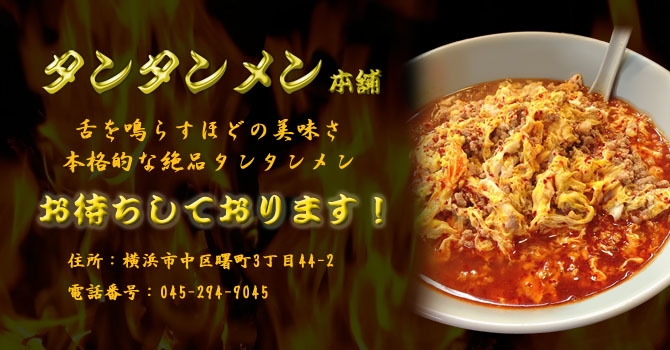 タンタンメン本舗
舌を鳴らすほどの美味さ
本格的な絶品タンタンメン
お待ちしております！
住所：横浜市中区曙町3丁目44-2
電話番号：045-294-9045